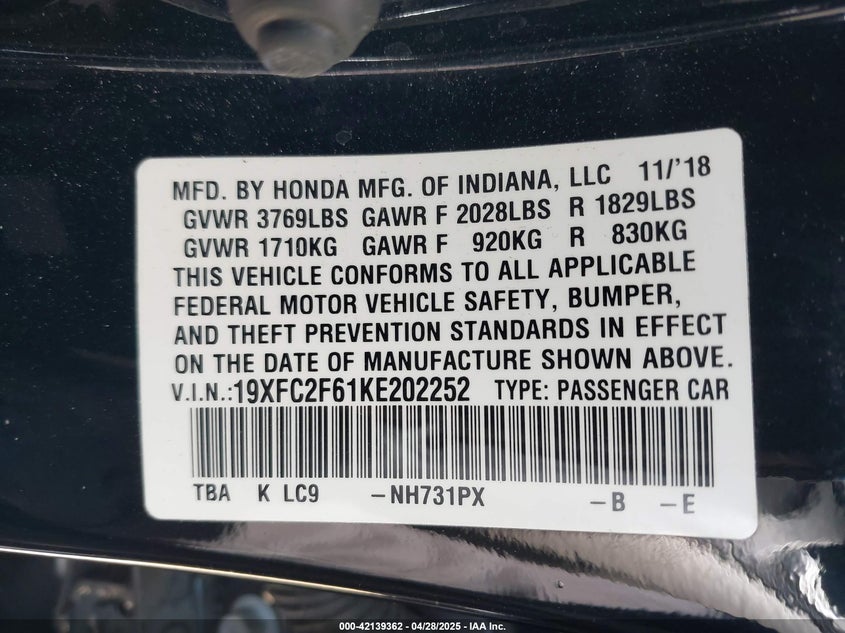 MFD. BY HONDA MFG. OF INDIANA, LLC 11/'18
GVWR 3769LBS GAWR F 2028LBS R 1829LBS
GVWR 1710KG GAWR F 920KG R 830KG
THIS VEHICLE CONFORMS TO ALL APPLICABLE
FEDERAL MOTOR VEHICLE SAFETY, BUMPER,
AND THEFT PREVENTION STANDARDS IN EFFECT
ON THE DATE OF MANUFACTURE SHOWN ABOVE.
V.I.N.:19XFC2F61KE202252 TYPE: PASSENGER CAR
TBA K LC9 -NH731PX -B -E
000-42139362 - 04/28/2025 - IAA Inc.